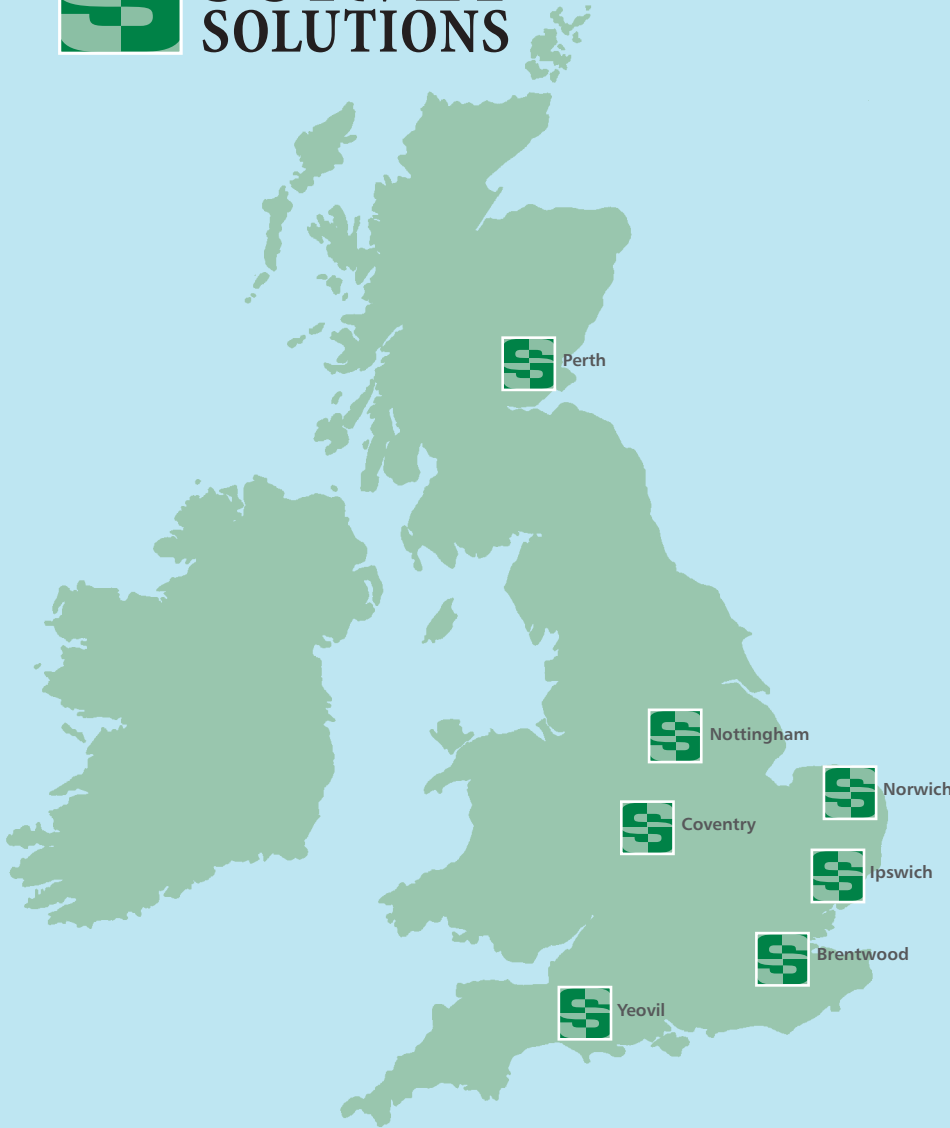 SOLUTIONS
Perth
Nottingham
Norwich
Coventry
Ipswich
Brentwood
Yeovil